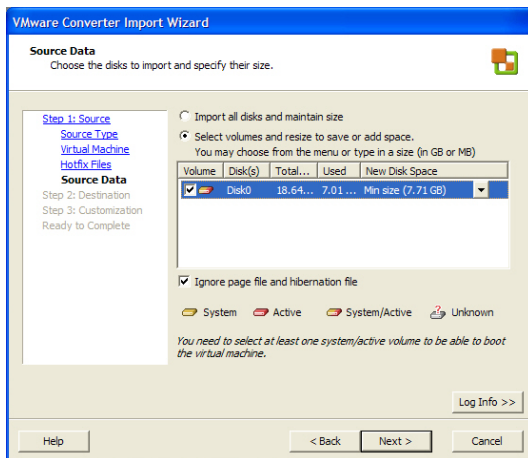 VMware Converter Import Wizard
Source Data
Choose the disks to import and specify their size.
Step 1: Source
Source Type
Virtual Machine
Hotfix Files
Source Data
Step 2: Destination
Step 3: Customization
Ready to Complete
Import all disks and maintain size
Select volumes and resize to save or add space.
You may choose from the menu or type in a size (in GB or MB)
Volume Disk(s) Total... Used New Disk Space
Disk0 18.64... 7.01 ... Min size (7.71 GB)
Ignore page file and hibernation file
System Active System/Active Unknown
You need to select at least one system/active volume to be able to boot
the virtual machine.
Log Info >>
Help < Back Next > Cancel